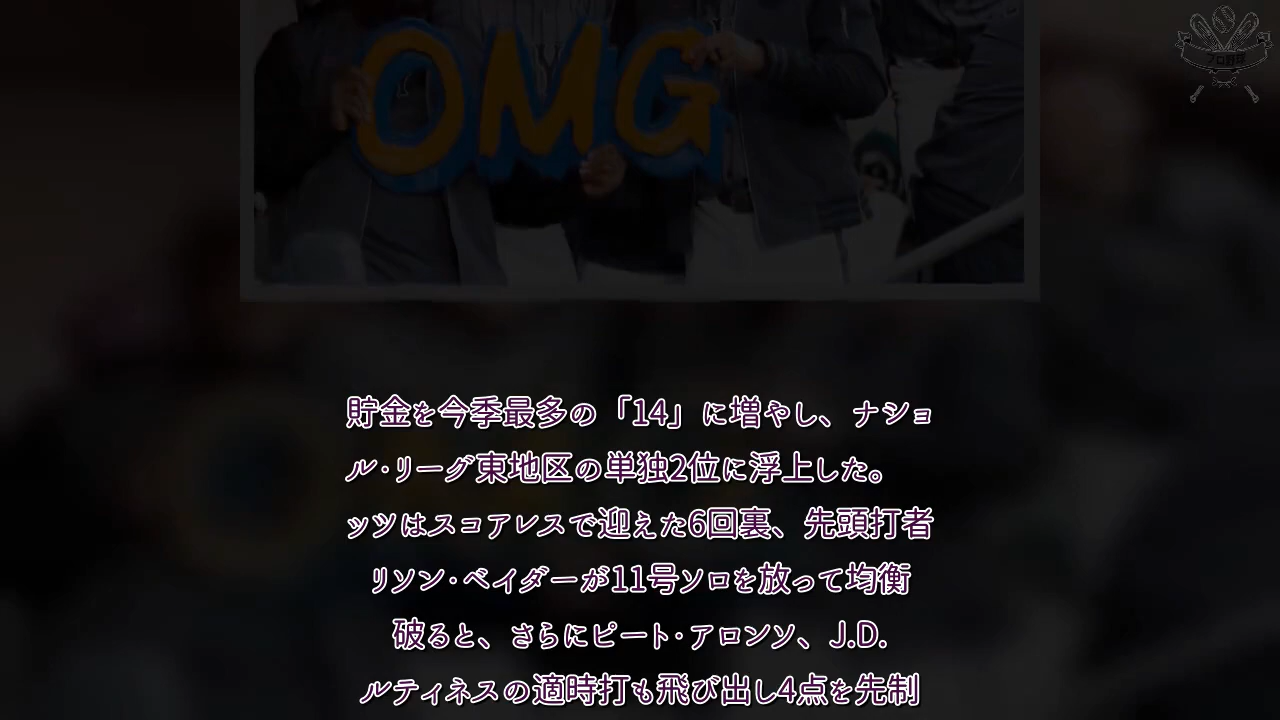 OMG
プロ野球
貯金を今季最多の「14」に増やし、ナショ
ル・リーグ東地区の単独2位に浮上した。
ッツはスコアレスで迎えた6回裏、先頭打者
リソン・ベイダーが11号ソロを放って均衡
破ると、さらにピート・アロンソ、J.D.
ルティネスの適時打も飛び出し4点を先制